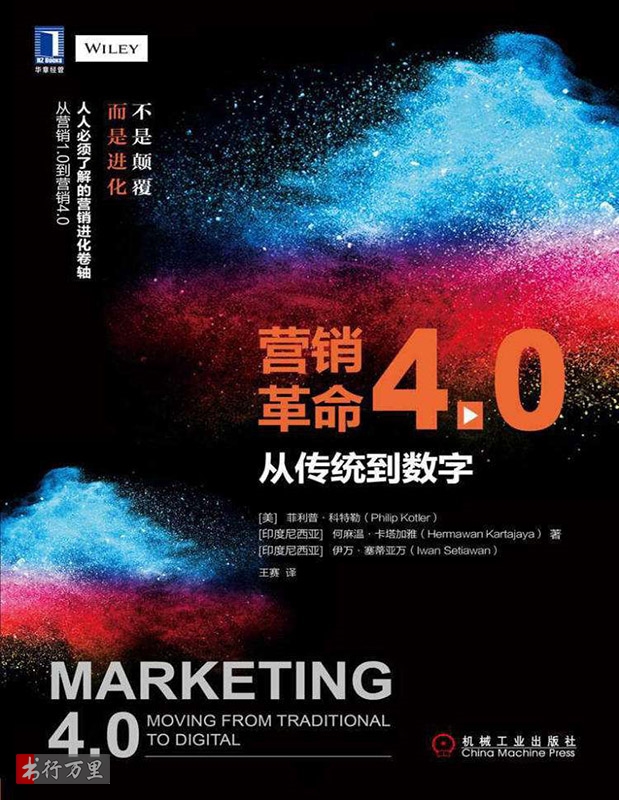 HZ Books
华章经管
WILEY
不是颠覆
而是进化
人人必须了解的营销进化卷轴
从营销1.0到营销4.0
营销
革命
4.0
从传统到数字
[美] 菲利普·科特勒（Philip Kotler）
[印度尼西亚] 何麻温·卡塔加雅（Hermawan Kartajaya） 著
[印度尼西亚] 伊万·塞蒂亚万（Iwan Setiawan）
王赛 译
MARKETING
4.0
MOVING FROM TRADITIONAL
TO DIGITAL
机械工业出版社
China Machine Press
书行万里